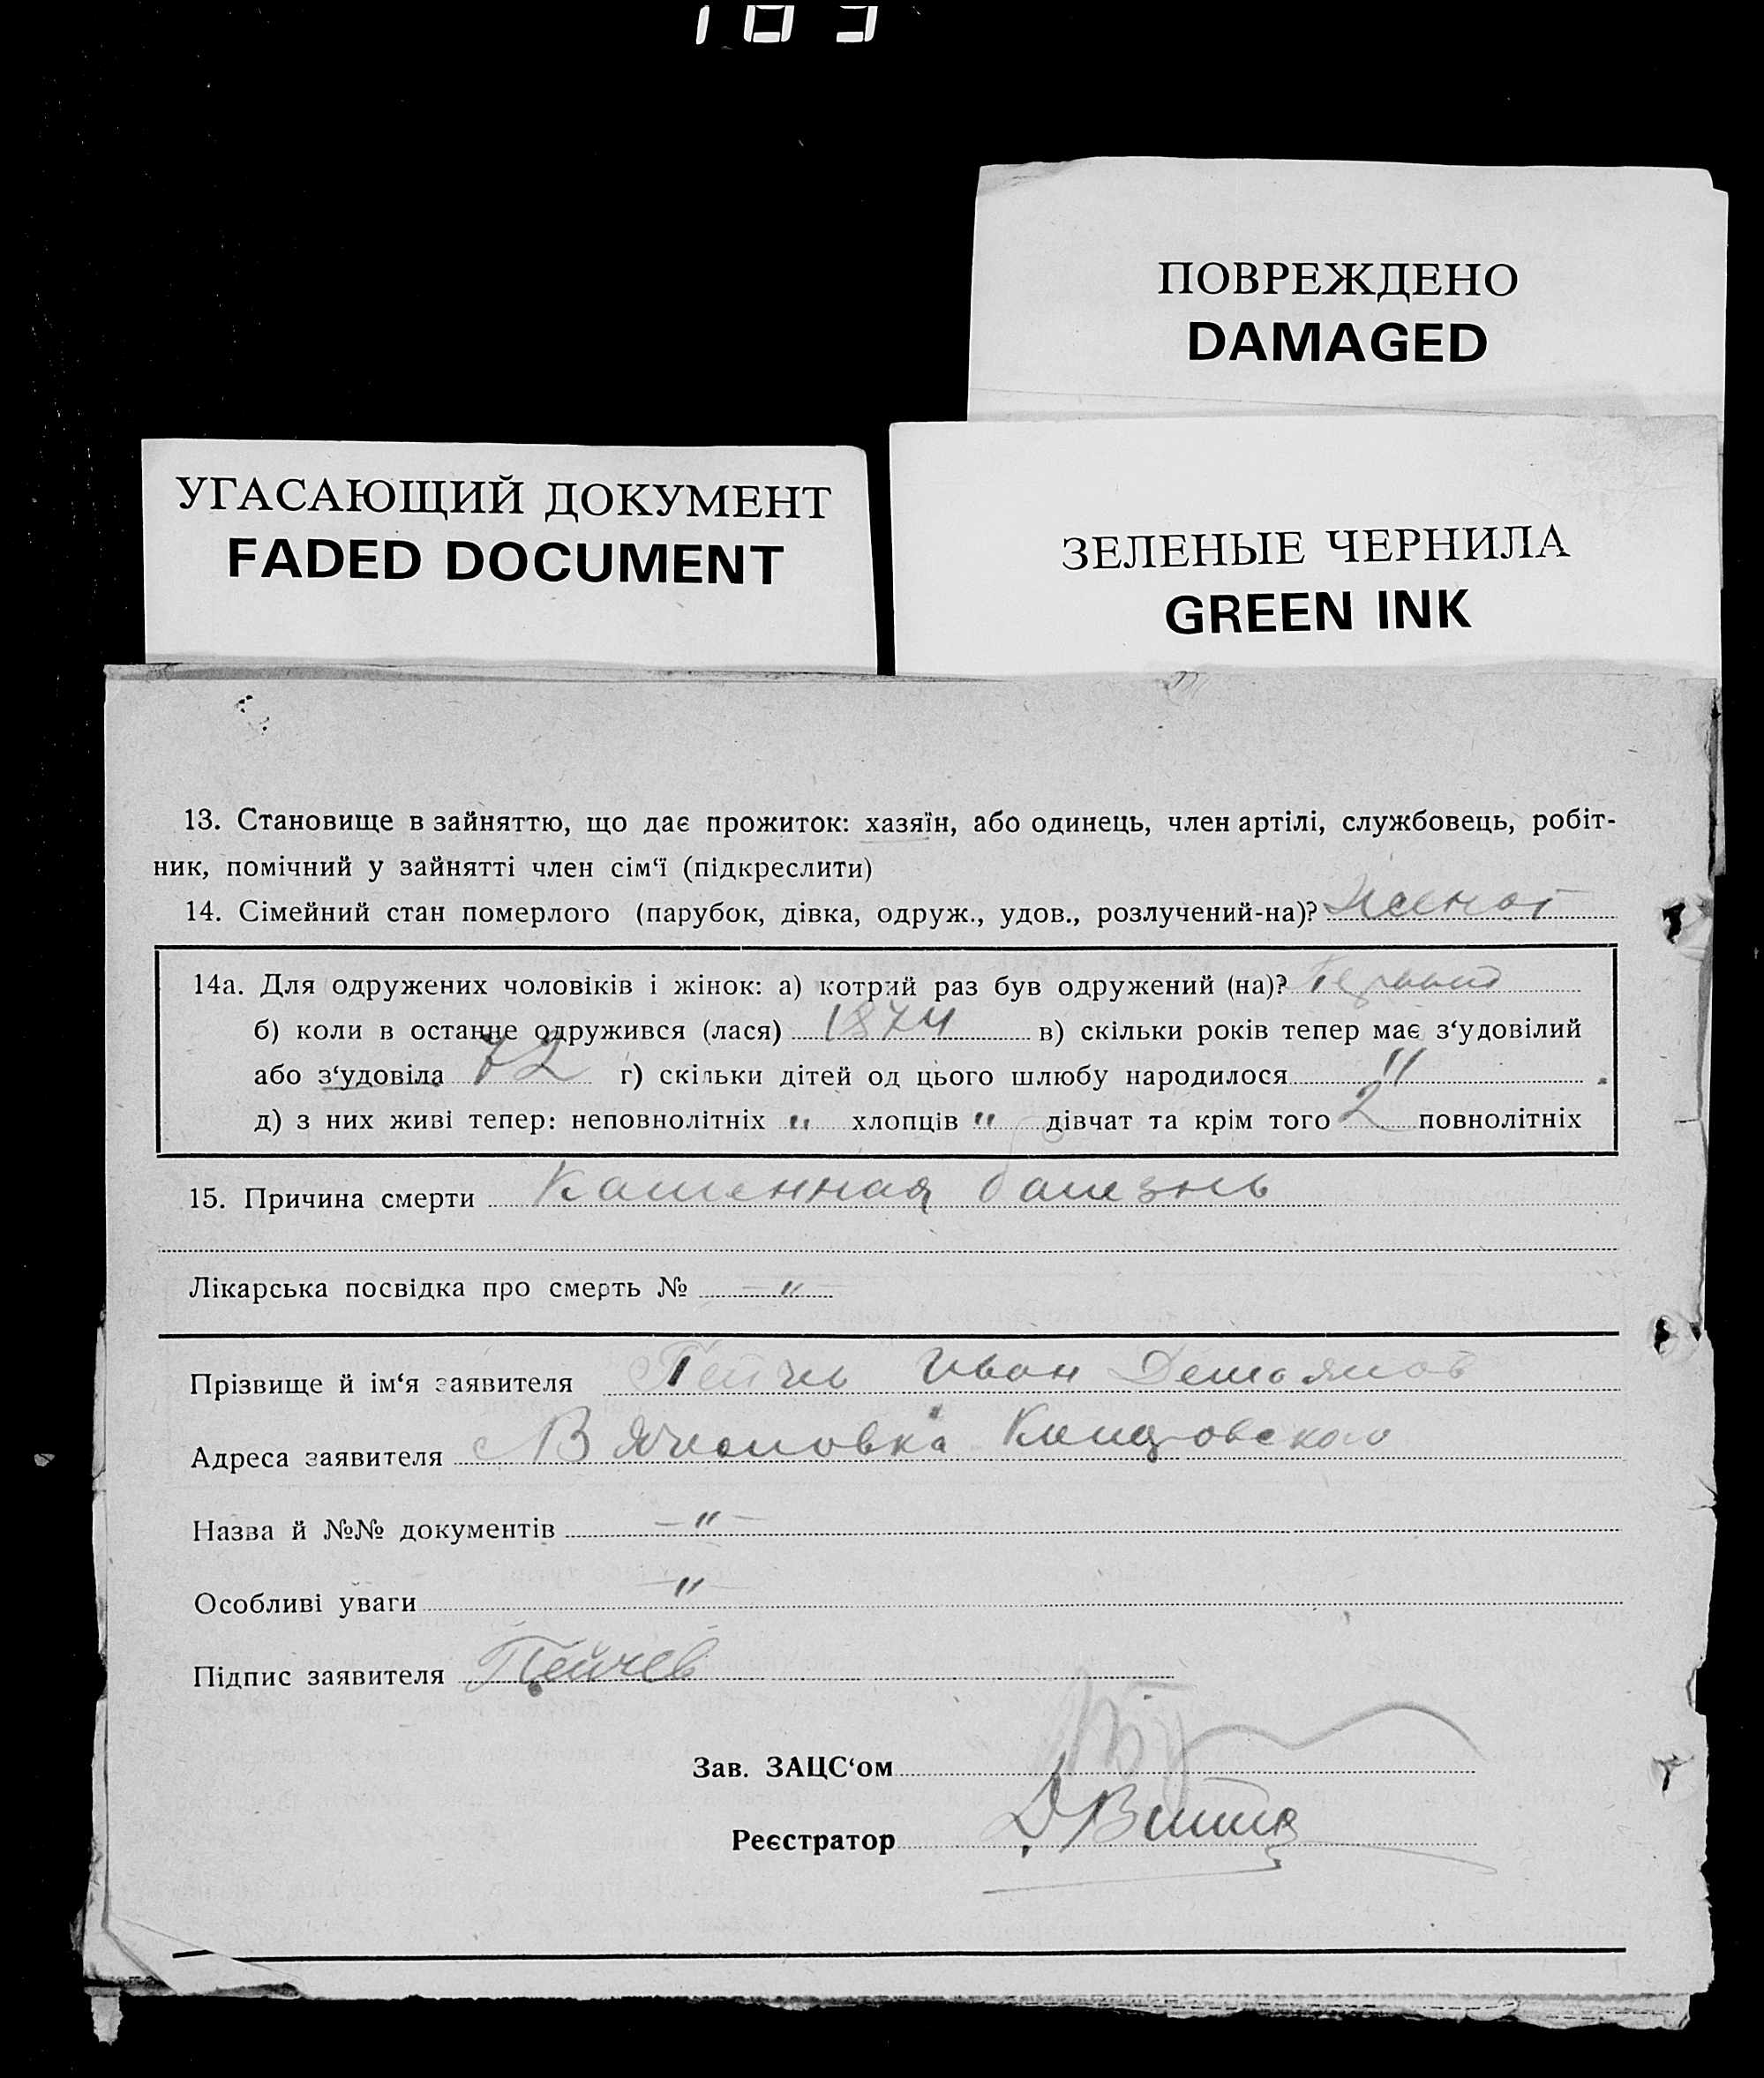 ПОВРЕЖДЕНО
DAMAGED
УГАСАЮЩИЙ ДОКУМЕНТ
FADED DOCUMENT
ЗЕЛЕНЫЕ ЧЕРНИЛА
GREEN INK
13. Становище в зайняттю, що дає прожиток: хазяїн, або одинець, член артілі, службовець, робіт-
ник, помічний у зайнятті член сім‘ї (підкреслити)
14. Сімейний стан померлого (парубок, дівка, одруж., удов., розлучений-на)? Женат
14а. Для одружених чоловіків і жінок: а) котрий раз був одружений (на)? Первый
б) коли в останнє одружився (лася) 1874 в) скільки років тепер має з‘удовілий
або з‘удовіла 72 г) скільки дітей од цього шлюбу народилося "
д) з них живі тепер: неповнолітніх " хлопців " дівчат та крім того 2 повнолітніх
15. Причина смерти болезнь
Лікарська посвідка про смерть № — " —
Прізвище й ім‘я заявителя Иван
Адреса заявителя
Назва й №№ документів — " —
Особливі уваги — " —
Підпис заявителя Пейчев
Зав. ЗАЦС‘ом
Реєстратор